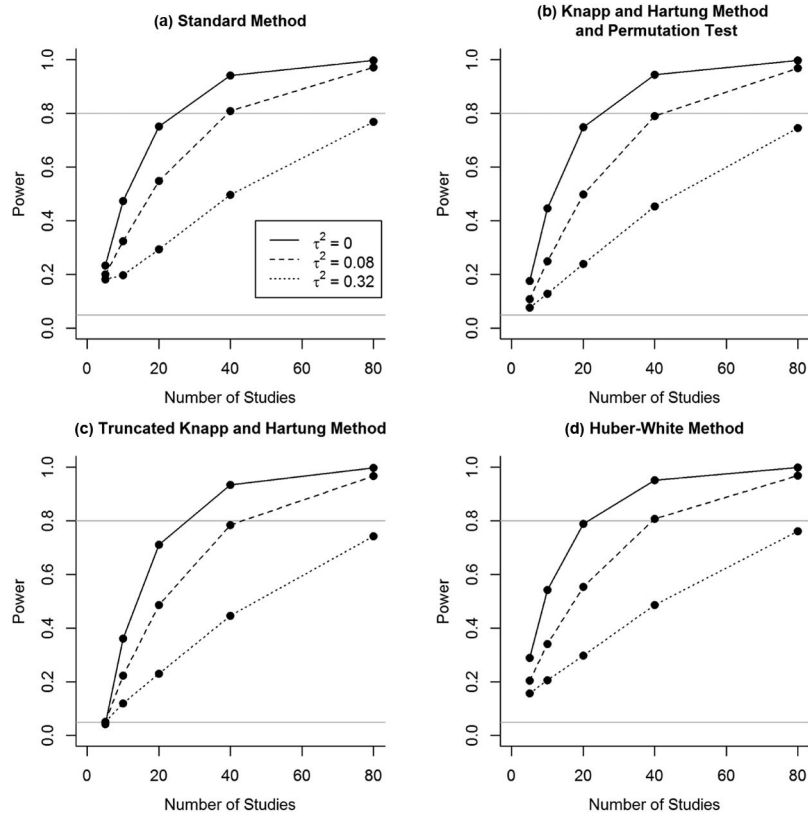 (a) Standard Method
Power
1.0
0.8
0.6
0.4
0.2
0.0
τ² = 0
τ² = 0.08
τ² = 0.32
0 20 40 60 80
Number of Studies
(b) Knapp and Hartung Method
and Permutation Test
Power
1.0
0.8
0.6
0.4
0.2
0.0
0 20 40 60 80
Number of Studies
(c) Truncated Knapp and Hartung Method
Power
1.0
0.8
0.6
0.4
0.2
0.0
0 20 40 60 80
Number of Studies
(d) Huber-White Method
Power
1.0
0.8
0.6
0.4
0.2
0.0
0 20 40 60 80
Number of Studies